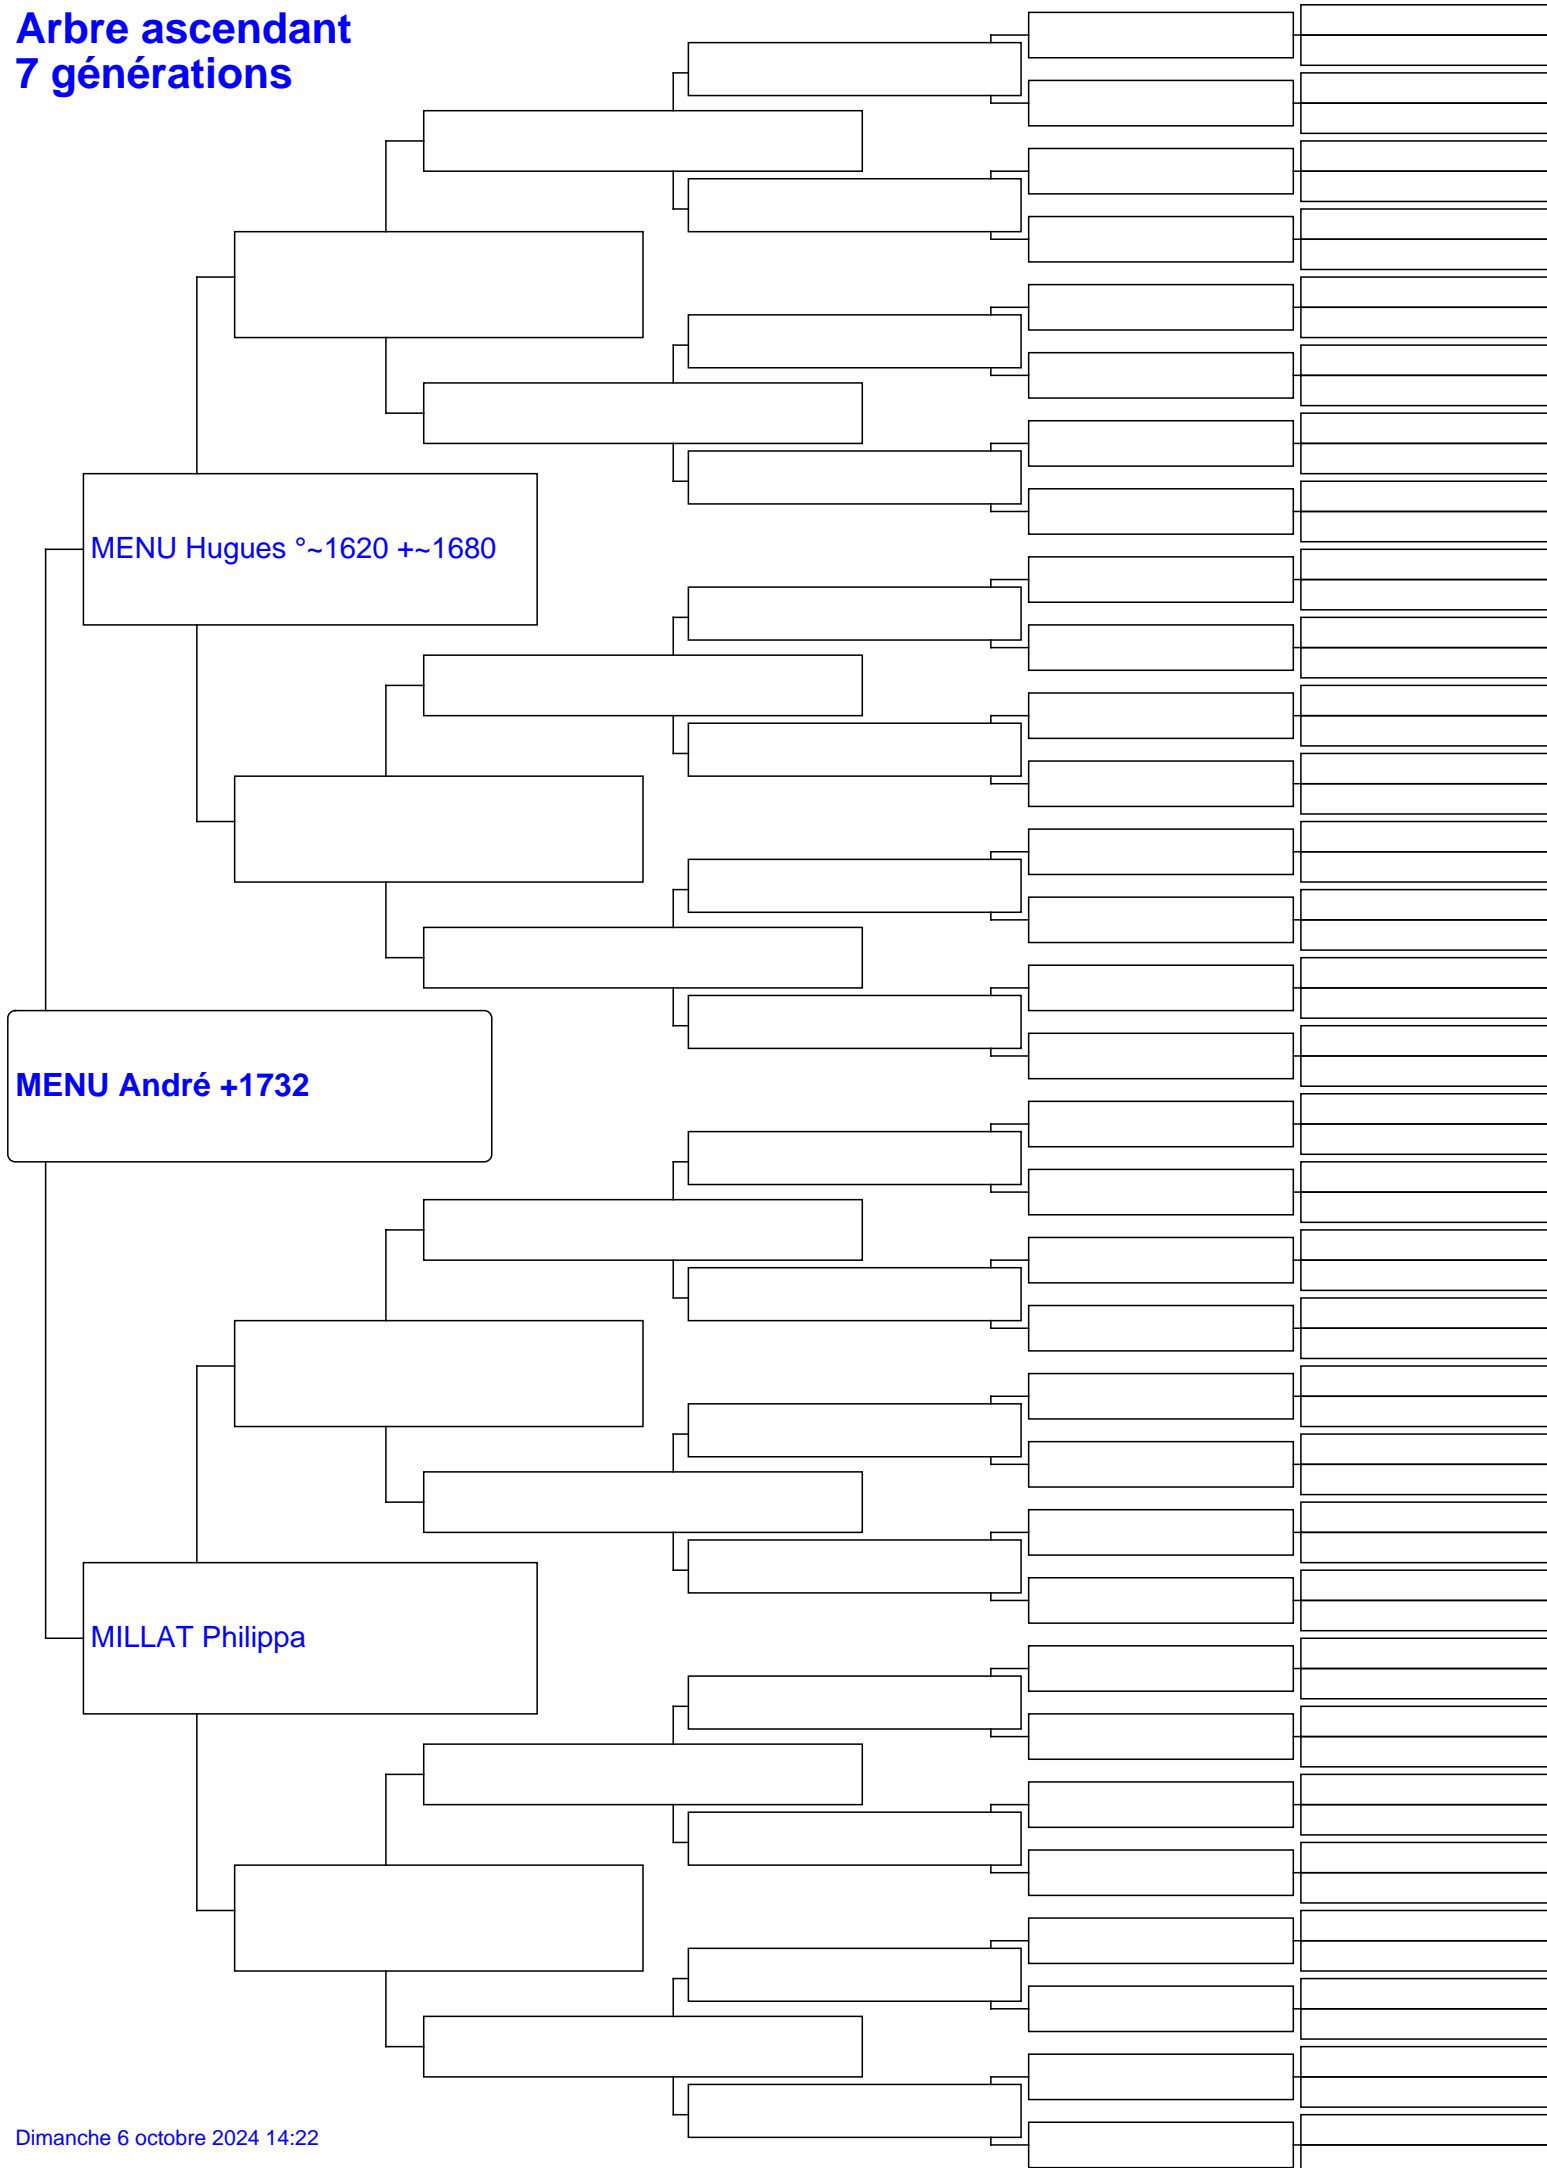 Arbre ascendant
7 générations
MENU Hugues °~1620 +~1680
MENU André +1732
MILLAT Philippa
Dimanche 6 octobre 2024 14:22